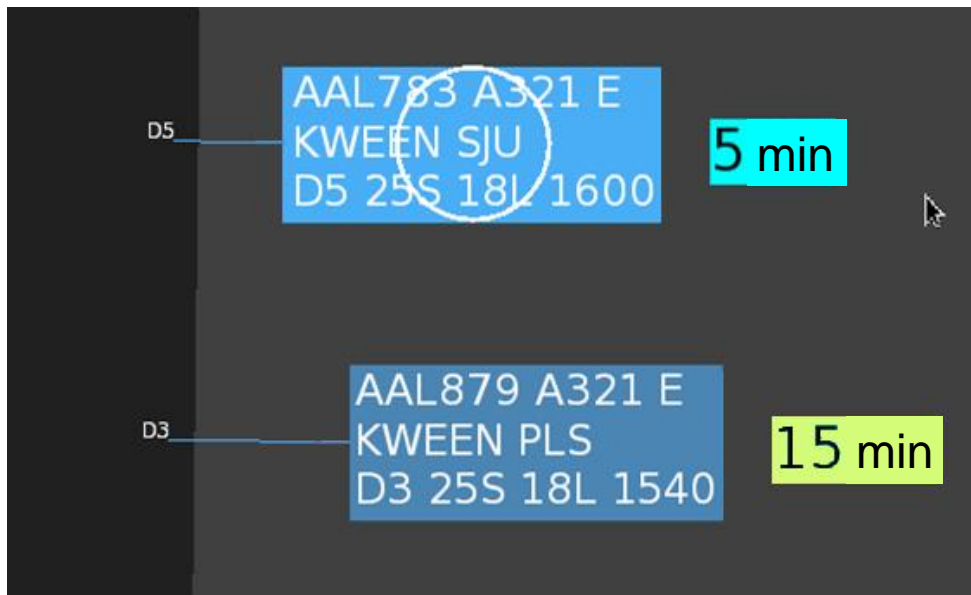 D5
AAL783 A321 E
KWEEN SJU
D5 25S 18L 1600
5 min
D3
AAL879 A321 E
KWEEN PLS
D3 25S 18L 1540
15 min